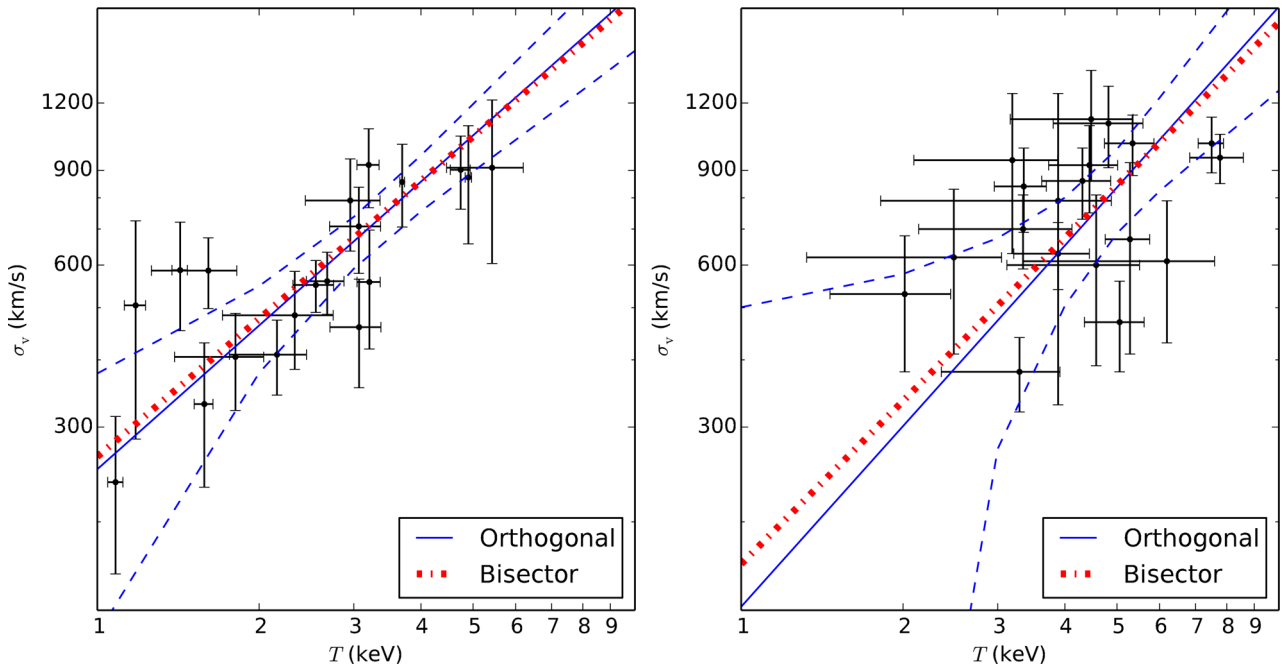 1200
900
600
300
σv (km/s)
1 2 3 4 5 6 7 8 9
T (keV)
Orthogonal
Bisector
1200
900
600
300
σv (km/s)
1 2 3 4 5 6 7 8 9
T (keV)
Orthogonal
Bisector